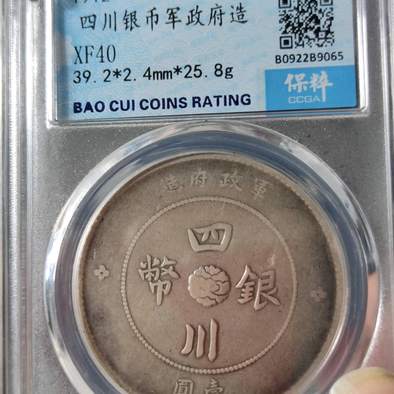 四川银币军政府造
XF40
39.2*2.4mm*25.8g
B0922B9065
保粹
CCGA
BAO CUI COINS RATING
軍政府造
四川銀幣
壹圓